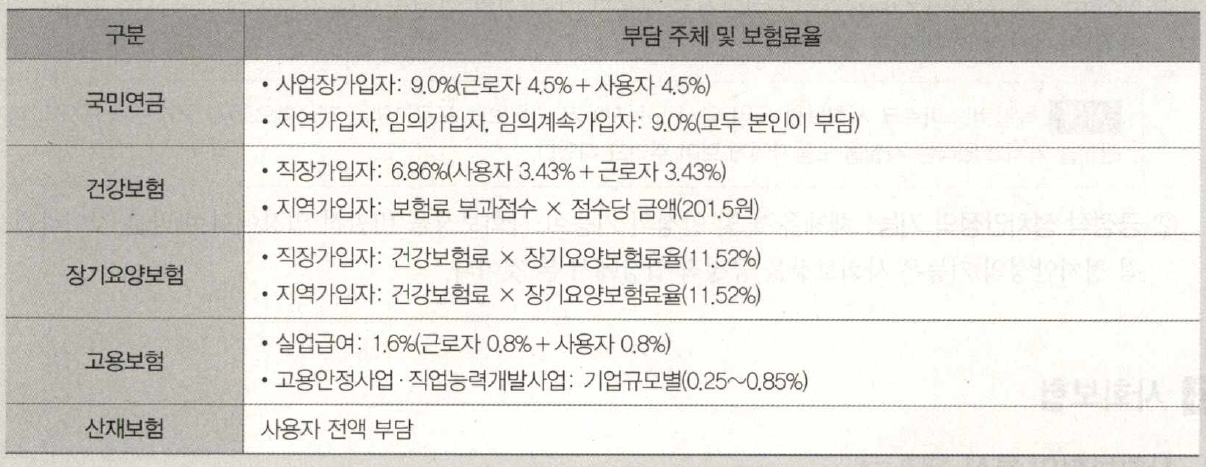 구분
부담 주체 및 보험료율
국민연금
• 사업장가입자: 9.0%(근로자 4.5% + 사용자 4.5%)
• 지역가입자, 임의가입자, 임의계속가입자: 9.0%(모두 본인이 부담)
건강보험
• 직장가입자: 6.86%(사용자 3.43% + 근로자 3.43%)
• 지역가입자: 보험료 부과점수 × 점수당 금액(201.5원)
장기요양보험
• 직장가입자: 건강보험료 × 장기요양보험료율(11.52%)
• 지역가입자: 건강보험료 × 장기요양보험료율(11.52%)
고용보험
• 실업급여: 1.6%(근로자 0.8% + 사용자 0.8%)
• 고용안정사업 · 직업능력개발사업: 기업규모별(0.25~0.85%)
산재보험
사용자 전액 부담